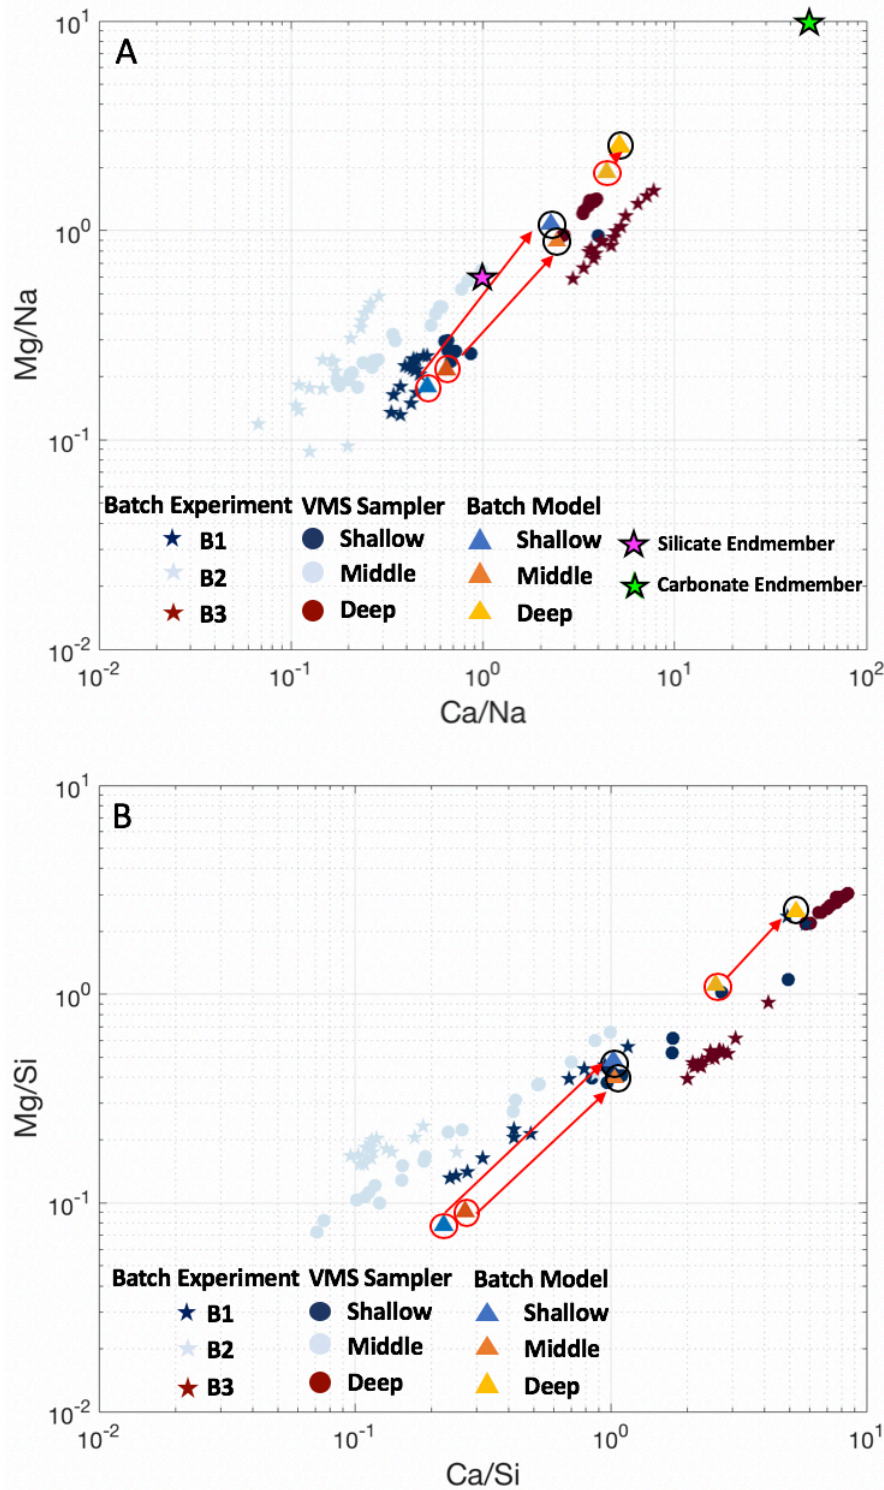 A
10^1
10^0
10^-1
10^-2
Mg/Na
Batch Experiment VMS Sampler Batch Model
B1 Shallow Shallow Silicate Endmember
B2 Middle Middle Carbonate Endmember
B3 Deep Deep
10^-2 10^-1 10^0 10^1 10^2
Ca/Na
B
10^1
10^0
10^-1
10^-2
Mg/Si
Batch Experiment VMS Sampler Batch Model
B1 Shallow Shallow
B2 Middle Middle
B3 Deep Deep
10^-2 10^-1 10^0 10^1
Ca/Si